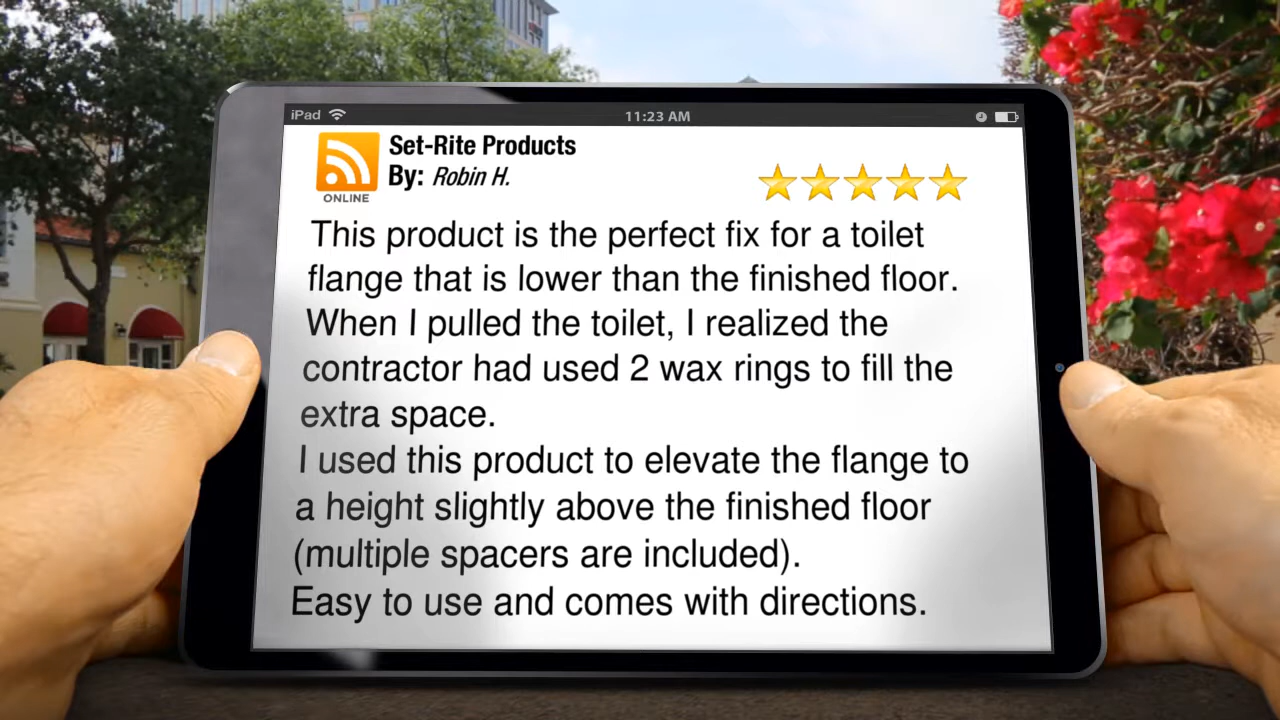 iPad 11:23 AM
Set-Rite Products
ONLINE
By: Robin H.
This product is the perfect fix for a toilet
flange that is lower than the finished floor.
When I pulled the toilet, I realized the
contractor had used 2 wax rings to fill the
extra space.
I used this product to elevate the flange to
a height slightly above the finished floor
(multiple spacers are included).
Easy to use and comes with directions.